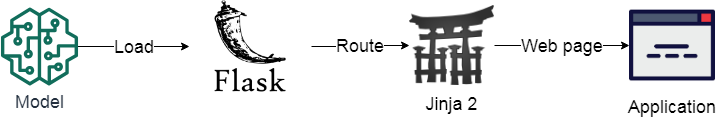 Load
Route
Web page
Flask
Model
Jinja 2
Application